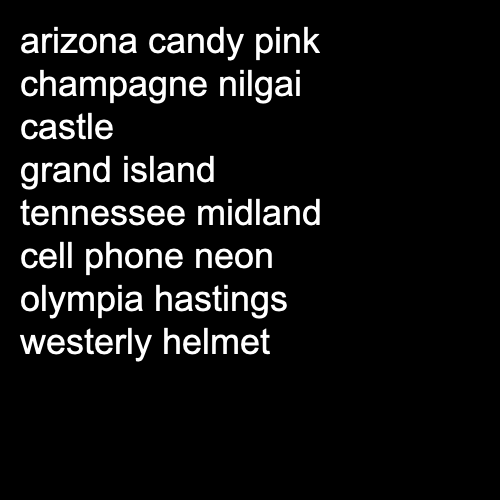 arizona candy pink
champagne nilgai
castle
grand island
tennessee midland
cell phone neon
olympia hastings
westerly helmet